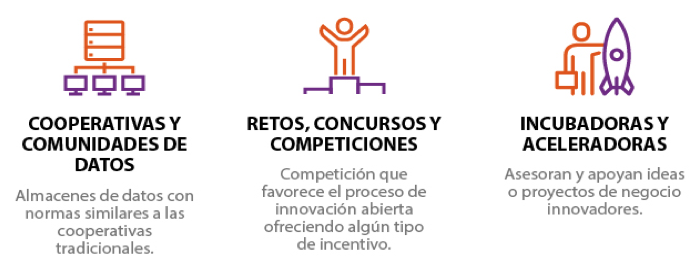 COOPERATIVAS Y
COMUNIDADES DE
DATOS
Almacenes de datos con
normas similares a las
cooperativas
tradicionales.
RETOS, CONCURSOS Y
COMPETICIONES
Competición que
favorece el proceso de
innovación abierta
ofreciendo algún tipo
de incentivo.
INCUBADORAS Y
ACELERADORAS
Asesoran y apoyan ideas
o proyectos de negocio
innovadores.